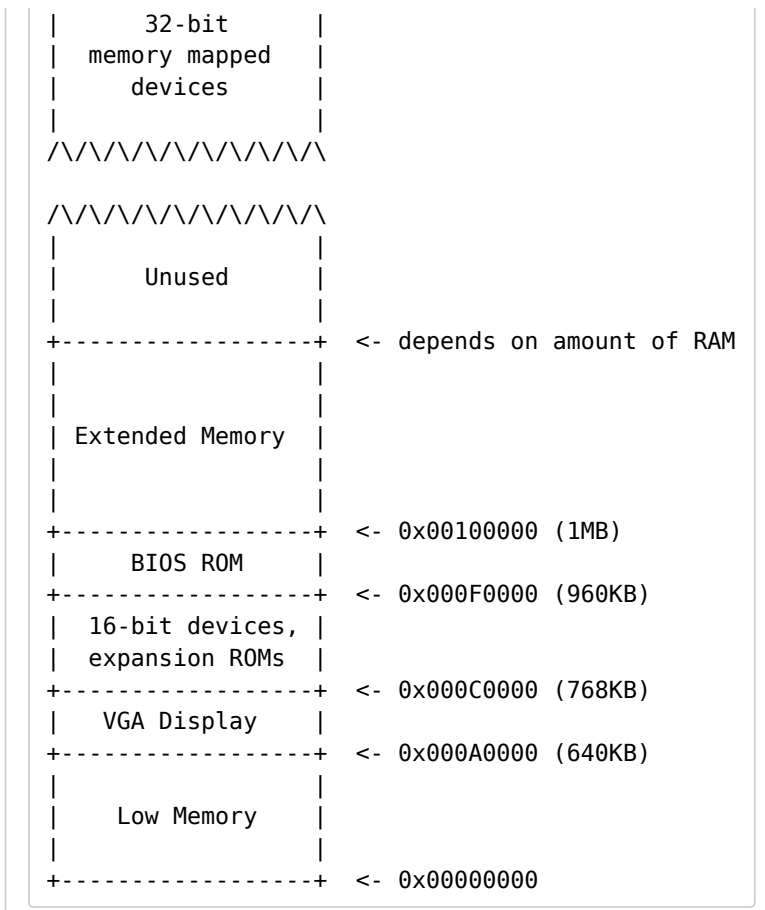 |      32-bit      |
|  memory mapped   |
|     devices      |
|                  |
/\/\/\/\/\/\/\/\/\/\

/\/\/\/\/\/\/\/\/\/\
|                  |
|      Unused      |
|                  |
+------------------+  <- depends on amount of RAM
|                  |
|                  |
| Extended Memory  |
|                  |
|                  |
+------------------+  <- 0x00100000 (1MB)
|     BIOS ROM     |
+------------------+  <- 0x000F0000 (960KB)
|  16-bit devices, |
|  expansion ROMs  |
+------------------+  <- 0x000C0000 (768KB)
|   VGA Display    |
+------------------+  <- 0x000A0000 (640KB)
|                  |
|    Low Memory    |
|                  |
+------------------+  <- 0x00000000